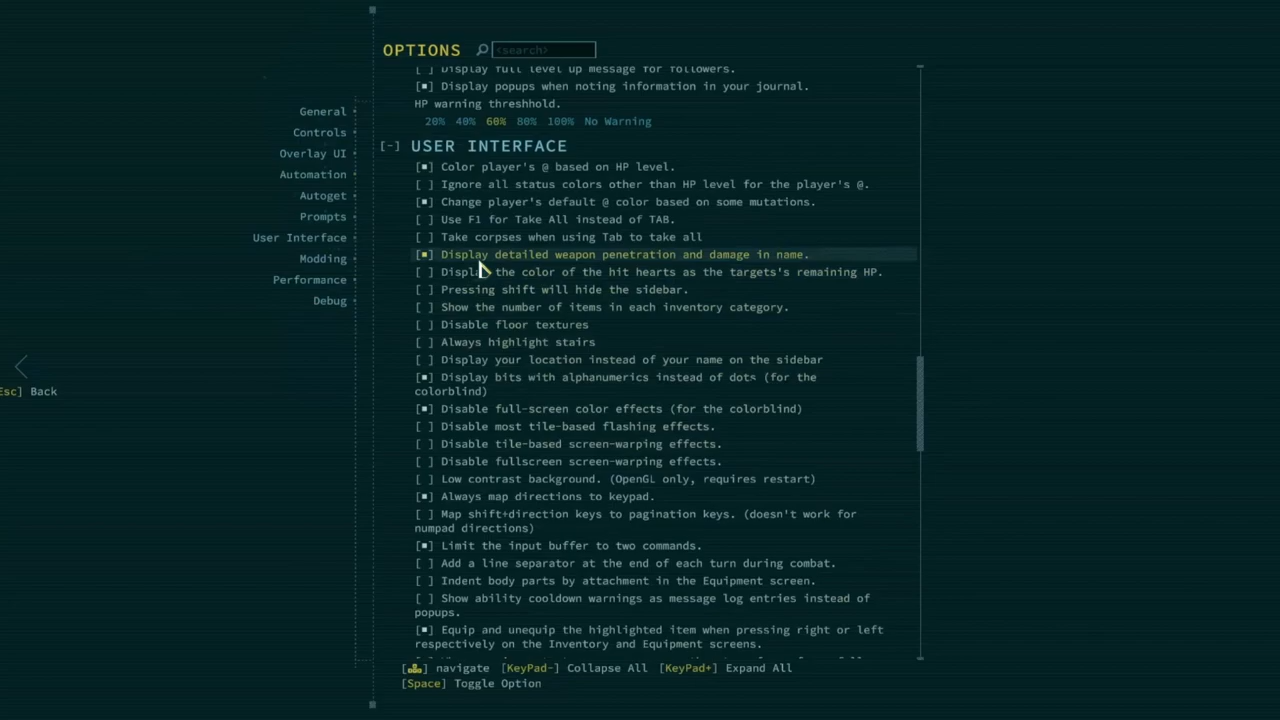 OPTIONS <search>
[ ] Display full level up message for followers.
[■] Display popups when noting information in your journal.
HP warning threshhold.
20% 40% 60% 80% 100% No Warning
General
Controls
Overlay UI
Automation
Autoget
Prompts
User Interface
Modding
Performance
Debug
[-] USER INTERFACE
[■] Color player's @ based on HP level.
[ ] Ignore all status colors other than HP level for the player's @.
[■] Change player's default @ color based on some mutations.
[ ] Use F1 for Take All instead of TAB.
[ ] Take corpses when using Tab to take all
[■] Display detailed weapon penetration and damage in name.
[ ] Display the color of the hit hearts as the targets's remaining HP.
[ ] Pressing shift will hide the sidebar.
[ ] Show the number of items in each inventory category.
[ ] Disable floor textures
[ ] Always highlight stairs
[ ] Display your location instead of your name on the sidebar
[■] Display bits with alphanumerics instead of dots (for the
colorblind)
[■] Disable full-screen color effects (for the colorblind)
[ ] Disable most tile-based flashing effects.
[ ] Disable tile-based screen-warping effects.
[ ] Disable fullscreen screen-warping effects.
[ ] Low contrast background. (OpenGL only, requires restart)
[■] Always map directions to keypad.
[ ] Map shift+direction keys to pagination keys. (doesn't work for
numpad directions)
[■] Limit the input buffer to two commands.
[ ] Add a line separator at the end of each turn during combat.
[ ] Indent body parts by attachment in the Equipment screen.
[ ] Show ability cooldown warnings as message log entries instead of
popups.
[■] Equip and unequip the highlighted item when pressing right or left
respectively on the Inventory and Equipment screens.
Esc] Back
navigate [KeyPad-] Collapse All [KeyPad+] Expand All
[Space] Toggle Option